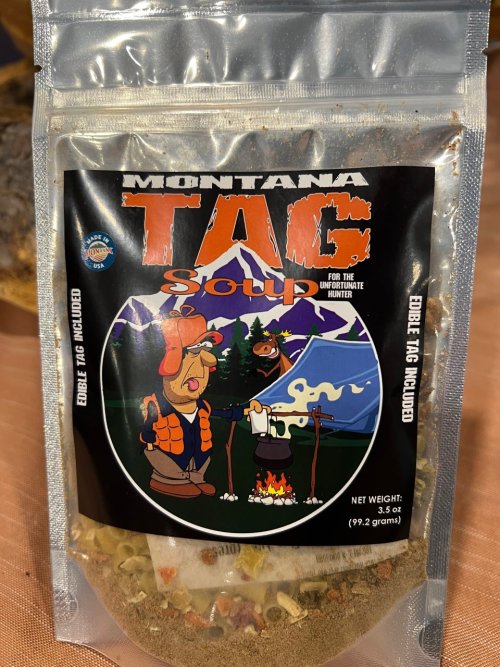 MONTANA
TAG
Soup
FOR THE
UNFORTUNATE
HUNTER
MADE IN
MONTANA
USA
EDIBLE TAG INCLUDED
EDIBLE TAG INCLUDED
NET WEIGHT:
3.5 oz
(99.2 grams)